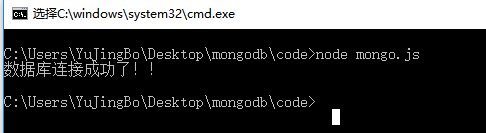 选择C:\windows\system32\cmd.exe
C:\Users\YuJingBo\Desktop\mongodb\code>node mongo.js
数据库连接成功了！！
C:\Users\YuJingBo\Desktop\mongodb\code>